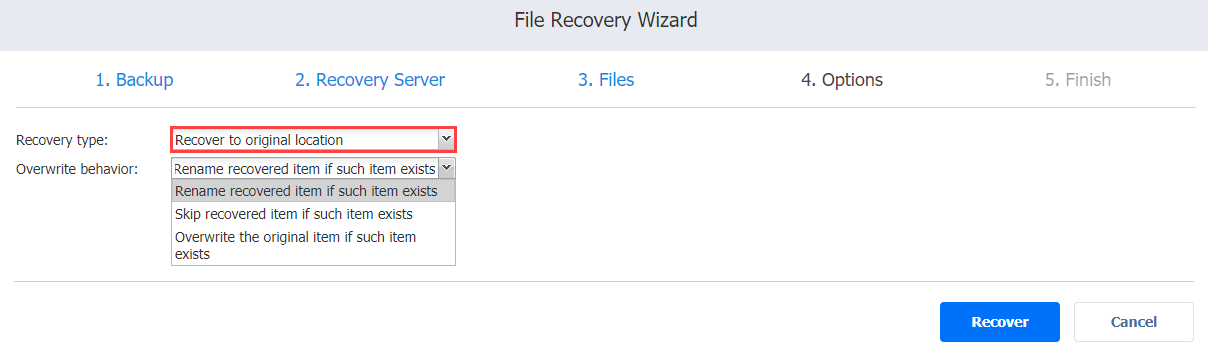 File Recovery Wizard
1. Backup 2. Recovery Server 3. Files 4. Options 5. Finish
Recovery type: Recover to original location
Overwrite behavior: Rename recovered item if such item exists
Rename recovered item if such item exists
Skip recovered item if such item exists
Overwrite the original item if such item
exists
Recover Cancel